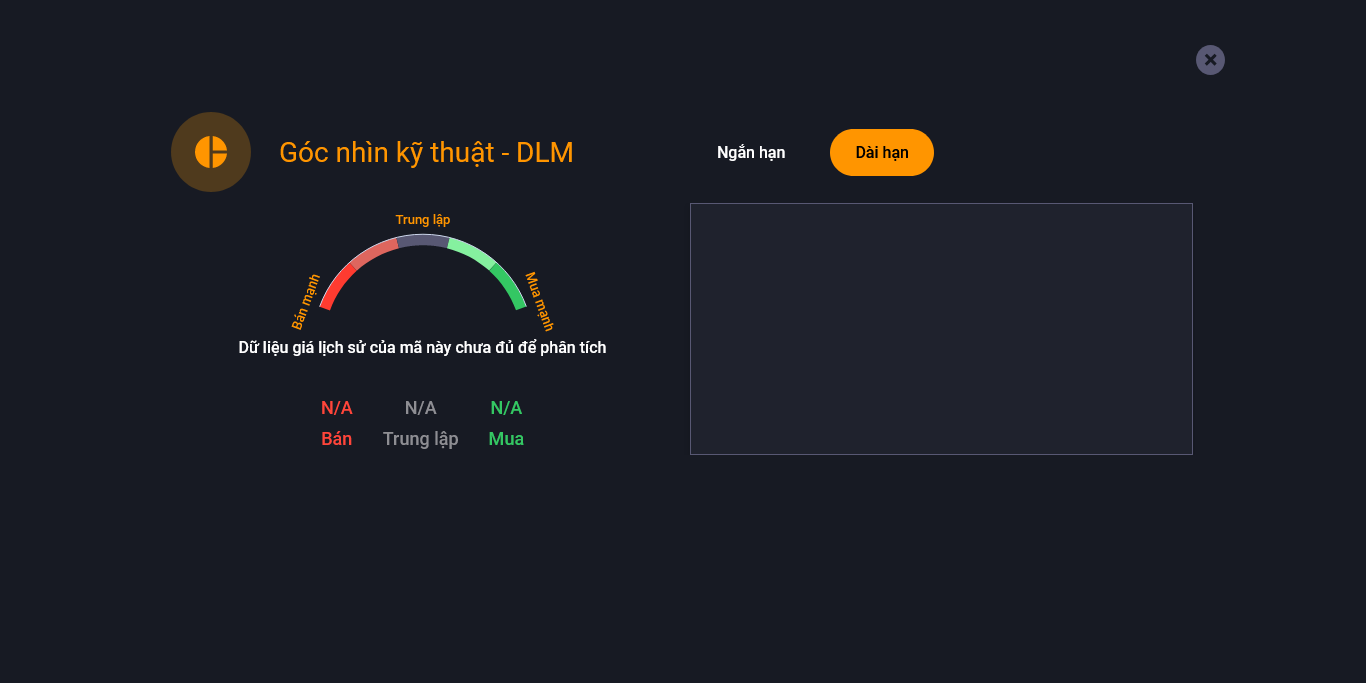 Góc nhìn kỹ thuật - DLM
Ngắn hạn
Dài hạn
Trung lập
Bán mạnh
Mua mạnh
Dữ liệu giá lịch sử của mã này chưa đủ để phân tích
N/A N/A N/A
Bán Trung lập Mua